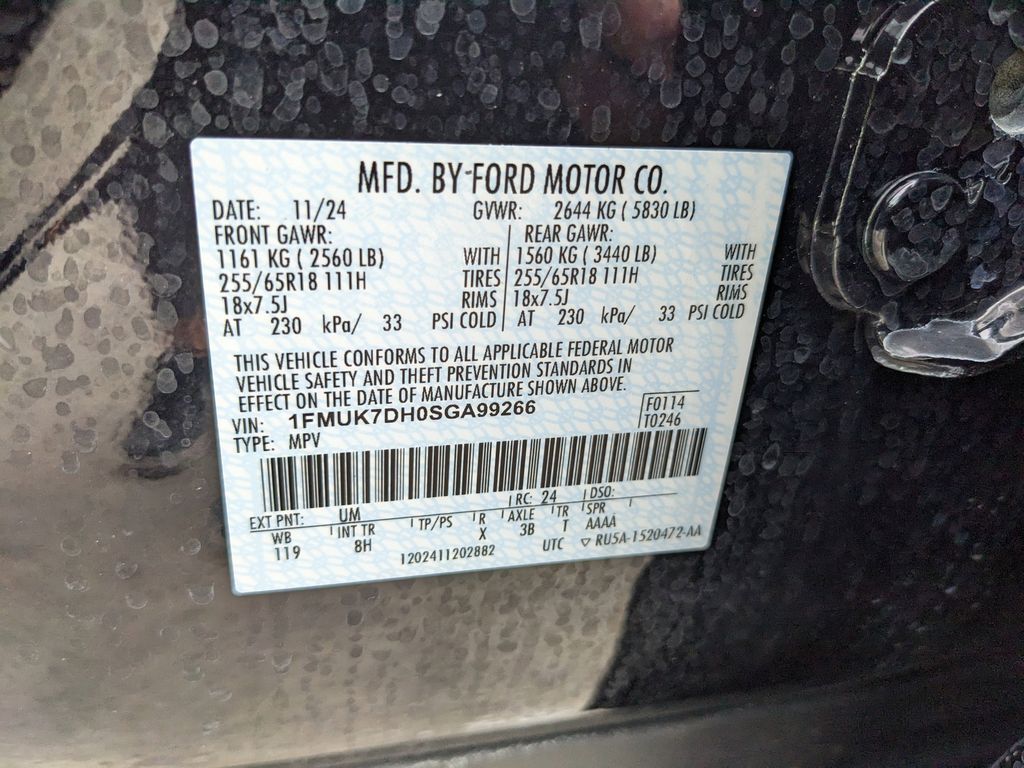 MFD. BY FORD MOTOR CO.
DATE: 11/24 GVWR: 2644 KG ( 5830 LB)
FRONT GAWR: REAR GAWR:
1161 KG ( 2560 LB) WITH 1560 KG ( 3440 LB) WITH
255/65R18 111H TIRES 255/65R18 111H TIRES
18x7.5J RIMS 18x7.5J RIMS
AT 230 kPa/ 33 PSI COLD AT 230 kPa/ 33 PSI COLD
THIS VEHICLE CONFORMS TO ALL APPLICABLE FEDERAL MOTOR
VEHICLE SAFETY AND THEFT PREVENTION STANDARDS IN
EFFECT ON THE DATE OF MANUFACTURE SHOWN ABOVE.
VIN: 1FMUK7DH0SGA99266 F0114
TYPE: MPV T0246
EXT PNT: UM RC: 24 DSO:
WB INT TR TP/PS R AXLE TR SPR
119 8H X 3B T AAAA
1202411202882 UTC ▽ RU5A-1520472-AA